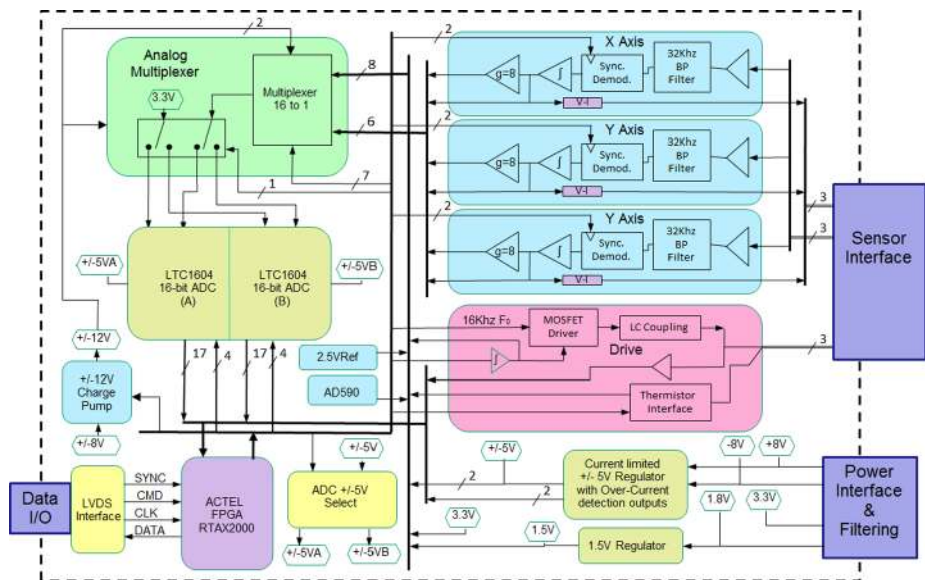 2
Analog
Multiplexer
3.3V
Multiplexer
16 to 1
8
6
7
1
2
X Axis
g=8
∫
Sync.
Demod.
32Khz
BP
Filter
V-I
2
Y Axis
g=8
∫
Sync.
Demod.
32Khz
BP
Filter
V-I
2
Y Axis
g=8
∫
Sync.
Demod.
32Khz
BP
Filter
V-I
3
3
Sensor
Interface
+/-5VA
LTC1604
16-bit ADC
(A)
LTC1604
16-bit ADC
(B)
+/-5VB
17
4
17
4
+/-12V
+/-12V
Charge
Pump
+/-8V
2.5VRef
AD590
16Khz F₀
MOSFET
Driver
LC Coupling
Drive
∫
Thermistor
Interface
3
Data
I/O
LVDS
Interface
SYNC
CMD
CLK
DATA
ACTEL
FPGA
RTAX2000
+/-5V
ADC +/-5V
Select
+/-5VA
+/-5VB
+/-5V
2
2
3.3V
1.5V
Current limited
+/- 5V Regulator
with Over-Current
detection outputs
1.5V Regulator
-8V
+8V
1.8V
3.3V
Power
Interface
&
Filtering